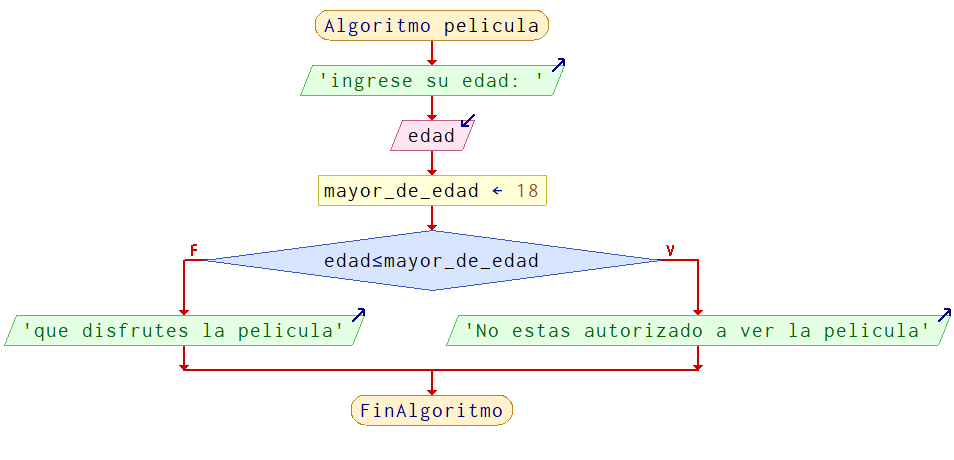 Algoritmo pelicula
'ingrese su edad: '
edad
mayor_de_edad ← 18
edad≤mayor_de_edad
F
V
'que disfrutes la pelicula'
'No estas autorizado a ver la pelicula'
FinAlgoritmo